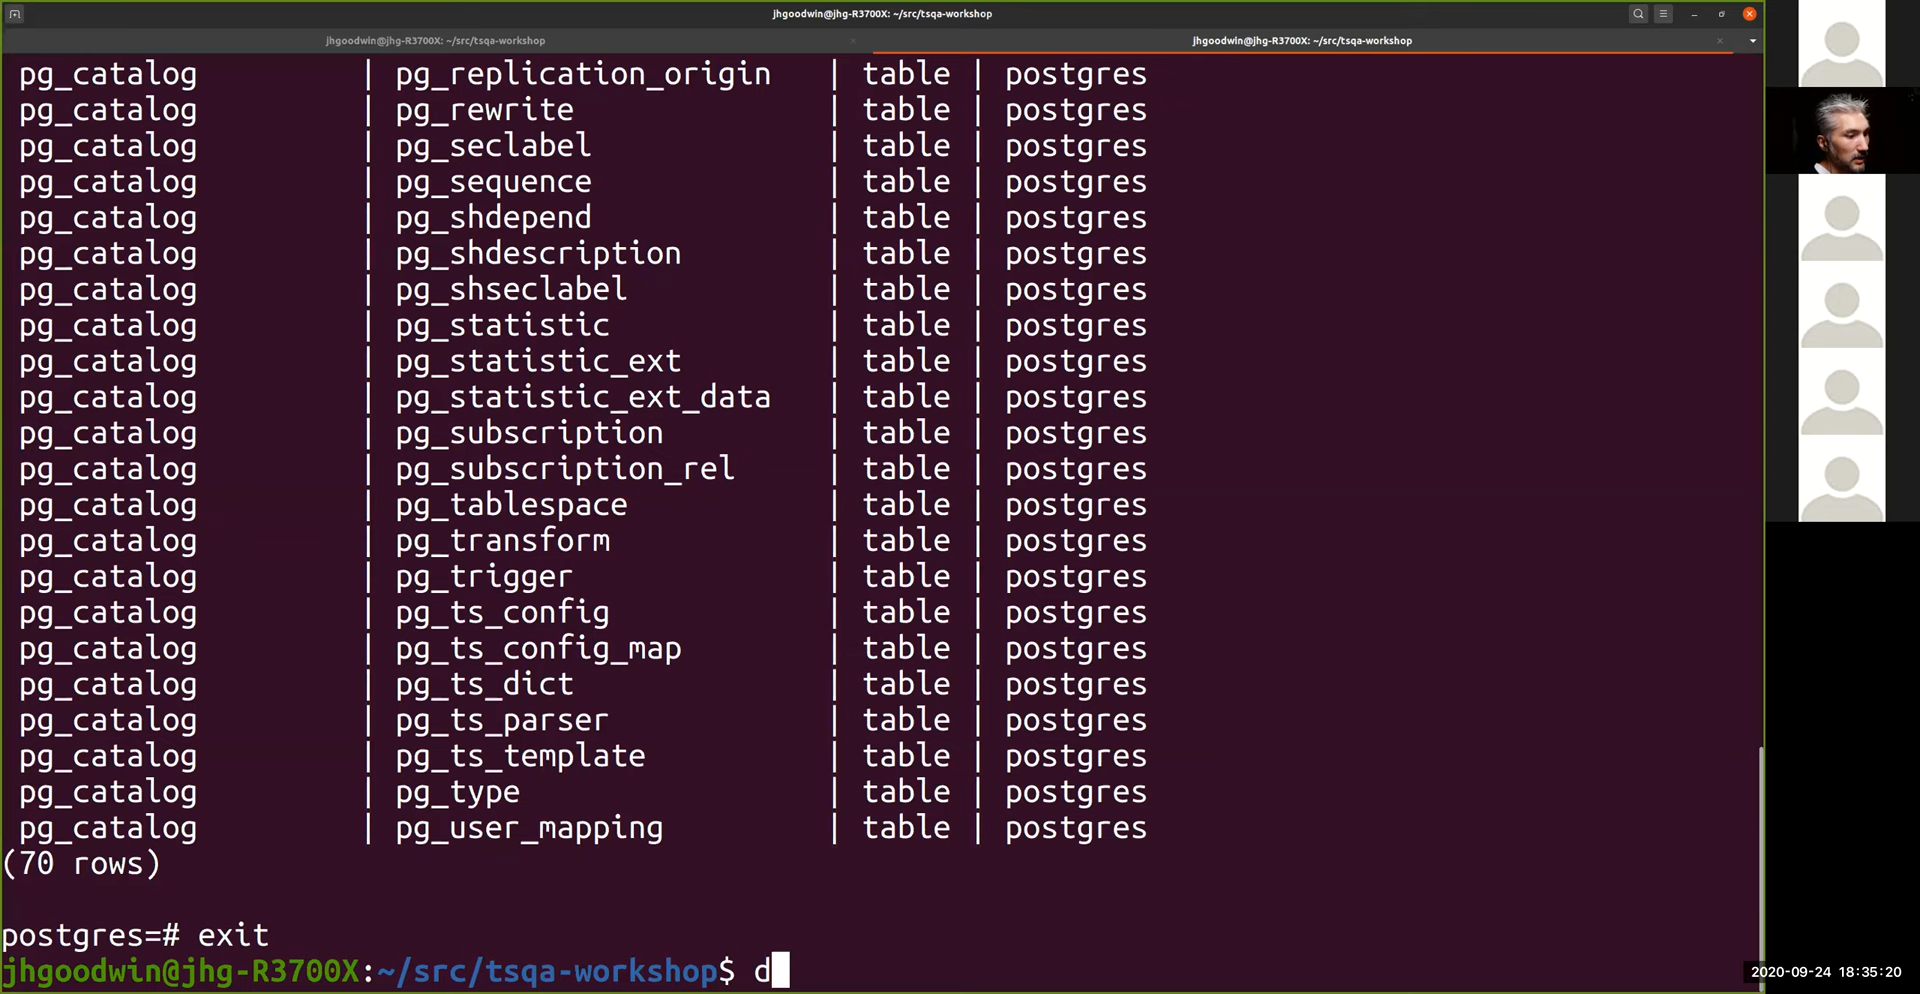 jhgoodwin@jhg-R3700X: ~/src/tsqa-workshop
jhgoodwin@jhg-R3700X: ~/src/tsqa-workshop
jhgoodwin@jhg-R3700X: ~/src/tsqa-workshop
pg_catalog | pg_replication_origin | table | postgres
pg_catalog | pg_rewrite | table | postgres
pg_catalog | pg_seclabel | table | postgres
pg_catalog | pg_sequence | table | postgres
pg_catalog | pg_shdepend | table | postgres
pg_catalog | pg_shdescription | table | postgres
pg_catalog | pg_shseclabel | table | postgres
pg_catalog | pg_statistic | table | postgres
pg_catalog | pg_statistic_ext | table | postgres
pg_catalog | pg_statistic_ext_data | table | postgres
pg_catalog | pg_subscription | table | postgres
pg_catalog | pg_subscription_rel | table | postgres
pg_catalog | pg_tablespace | table | postgres
pg_catalog | pg_transform | table | postgres
pg_catalog | pg_trigger | table | postgres
pg_catalog | pg_ts_config | table | postgres
pg_catalog | pg_ts_config_map | table | postgres
pg_catalog | pg_ts_dict | table | postgres
pg_catalog | pg_ts_parser | table | postgres
pg_catalog | pg_ts_template | table | postgres
pg_catalog | pg_type | table | postgres
pg_catalog | pg_user_mapping | table | postgres
(70 rows)
postgres=# exit
jhgoodwin@jhg-R3700X:~/src/tsqa-workshop$ d
2020-09-24 18:35:20